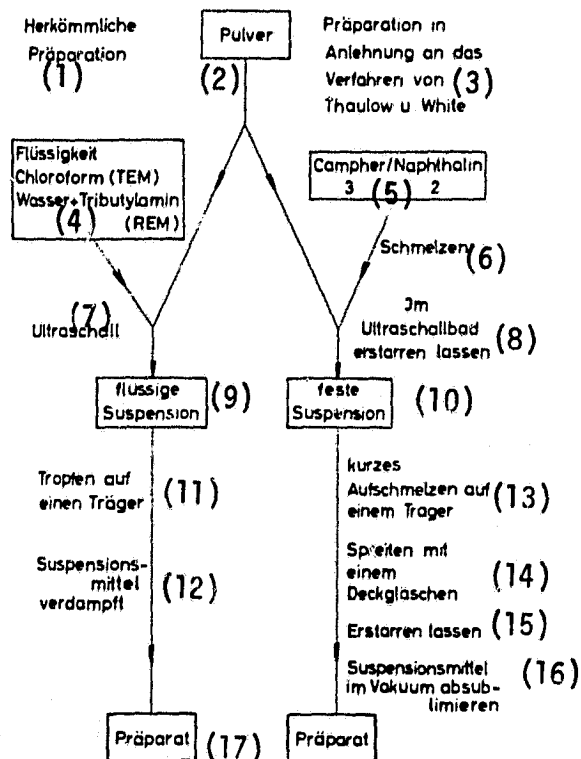 Herkömmliche
Präparation
(1)
Pulver
(2)
Präparation in
Anlehnung an das
Verfahren von (3)
Thaulow u White
Flüssigkeit
Chloroform (TEM)
Wasser+Tributylamin
(4) (REM)
Campher/Naphthalin
3 (5) 2
Schmelzen (6)
(7)
Ultraschall
Jm
Ultraschallbad
erstarren lassen (8)
flüssige
Suspension (9)
feste
Suspension (10)
Tropfen auf
einen Träger (11)
Suspensions-
mittel
verdampft (12)
kurzes
Aufschmelzen auf
einem Trager (13)
Spreiten mit
einem
Deckgläschen (14)
Erstarren lassen (15)
Suspensionsmittel
im Vakuum absub-
limieren (16)
Präparat (17)
Präparat